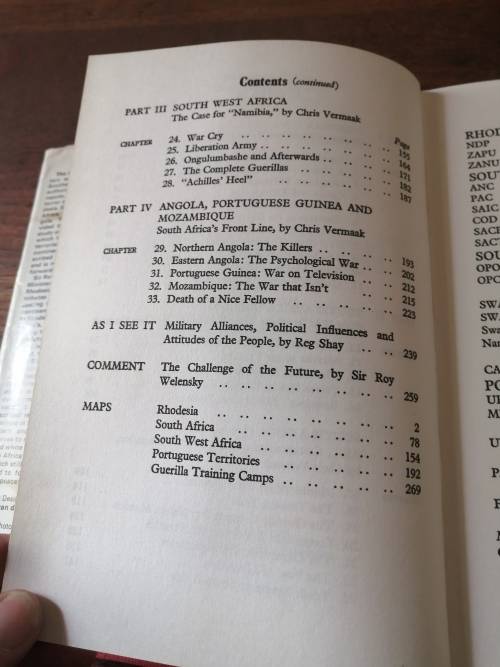 Contents (continued)
PART III SOUTH WEST AFRICA
The Case for "Namibia," by Chris Vermaak
Page
CHAPTER 24. War Cry .. .. .. .. .. .. .. 155
25. Liberation Army .. .. .. .. .. .. 164
26. Ongulumbashe and Afterwards .. .. .. .. 171
27. The Complete Guerillas .. .. .. .. 182
28. "Achilles' Heel" .. .. .. .. .. 187
PART IV ANGOLA, PORTUGUESE GUINEA AND
MOZAMBIQUE
South Africa's Front Line, by Chris Vermaak
CHAPTER 29. Northern Angola: The Killers .. .. .. .. 193
30. Eastern Angola: The Psychological War .. .. 202
31. Portuguese Guinea: War on Television .. .. 212
32. Mozambique: The War that Isn't .. .. 215
33. Death of a Nice Fellow .. .. .. .. .. 223
AS I SEE IT Military Alliances, Political Influences and
Attitudes of the People, by Reg Shay .. .. 239
COMMENT The Challenge of the Future, by Sir Roy
Welensky .. .. .. .. .. .. .. 259
MAPS Rhodesia .. .. .. .. .. .. .. 2
South Africa .. .. .. .. .. .. 78
South West Africa .. .. .. .. .. 154
Portuguese Territories .. .. .. .. 192
Guerilla Training Camps .. .. .. .. 269
RHOD
NDP
ZAPU
ZANU
SOUT
ANC
PAC
SAIC
COD
SACP
SACT
SOU
OPO
OPC
SWA
SWA
Swa
Nar
CA
PO